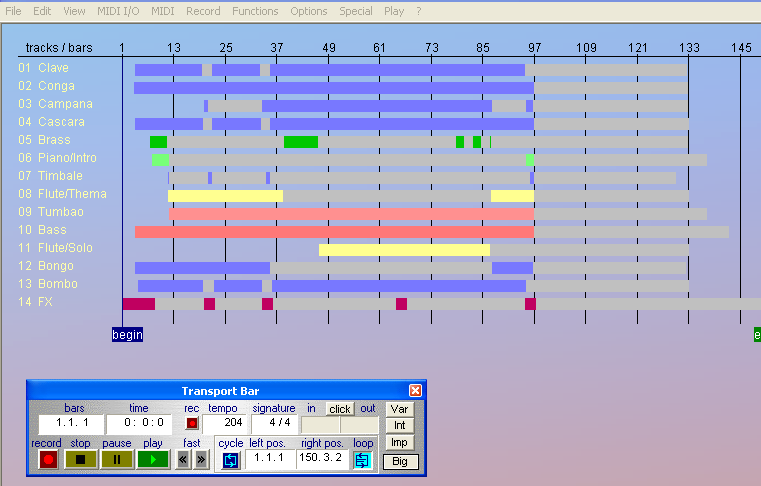 File Edit View MIDI I/O MIDI Record Functions Options Special Play ?
tracks / bars 1 13 25 37 49 61 73 85 97 109 121 133 145
01 Clave
02 Conga
03 Campana
04 Cascara
05 Brass
06 Piano/Intro
07 Timbale
08 Flute/Thema
09 Tumbao
10 Bass
11 Flute/Solo
12 Bongo
13 Bombo
14 FX
begin e
Transport Bar
bars time rec tempo signature in click out Var
1. 1. 1 0 : 0 : 0 204 4 / 4 Int
record stop pause play fast cycle left pos. right pos. loop Imp
1. 1. 1 150. 3. 2 Big